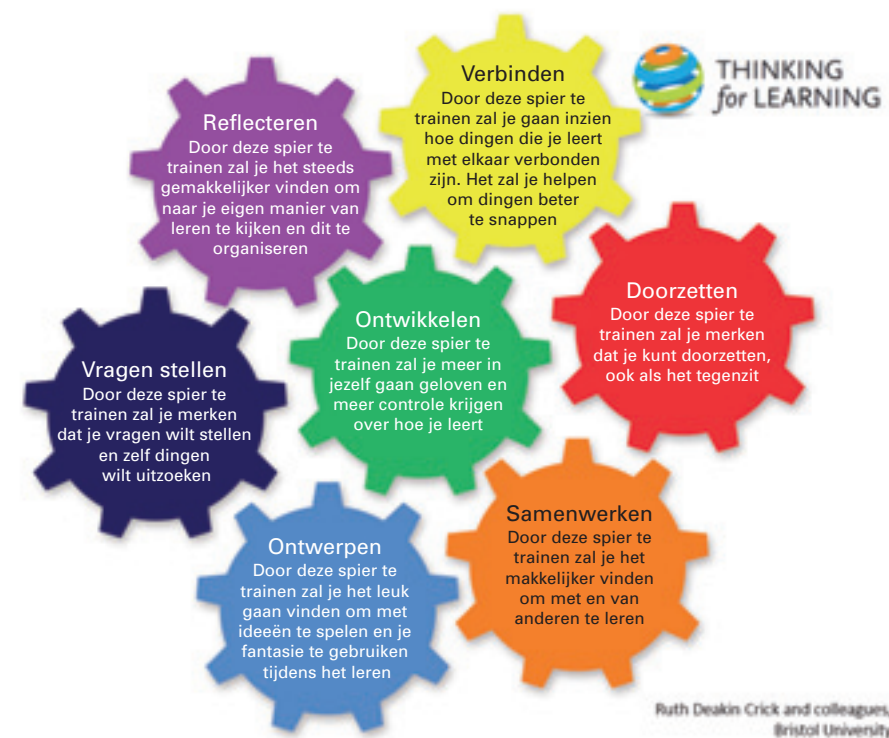 Verbinden
Door deze spier te
trainen zal je gaan inzien
hoe dingen die je leert
met elkaar verbonden
zijn. Het zal je helpen
om dingen beter
te snappen
THINKING
for LEARNING
Reflecteren
Door deze spier te
trainen zal je het steeds
gemakkelijker vinden om
naar je eigen manier van
leren te kijken en dit te
organiseren
Doorzetten
Door deze spier te
trainen zal je merken
dat je kunt doorzetten,
ook als het tegenzit
Ontwikkelen
Door deze spier te
trainen zal je meer in
jezelf gaan geloven en
meer controle krijgen
over hoe je leert
Vragen stellen
Door deze spier te
trainen zal je merken
dat je vragen wilt stellen
en zelf dingen
wilt uitzoeken
Samenwerken
Door deze spier te
trainen zal je het
makkelijker vinden
om met en van
anderen te leren
Ontwerpen
Door deze spier te
trainen zal je het leuk
gaan vinden om met
ideeën te spelen en je
fantasie te gebruiken
tijdens het leren
Ruth Deakin Crick and colleagues,
Bristol University